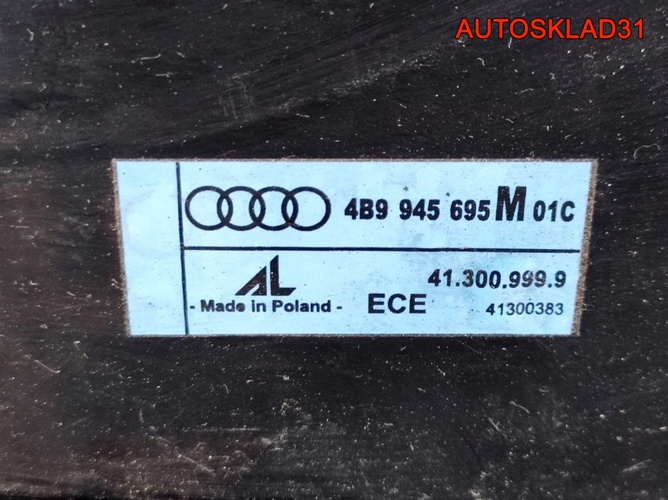 AUTOSKLAD31
4B9 945 695 M 01C
AL
41.300.999.9
- Made in Poland - ECE 41300383